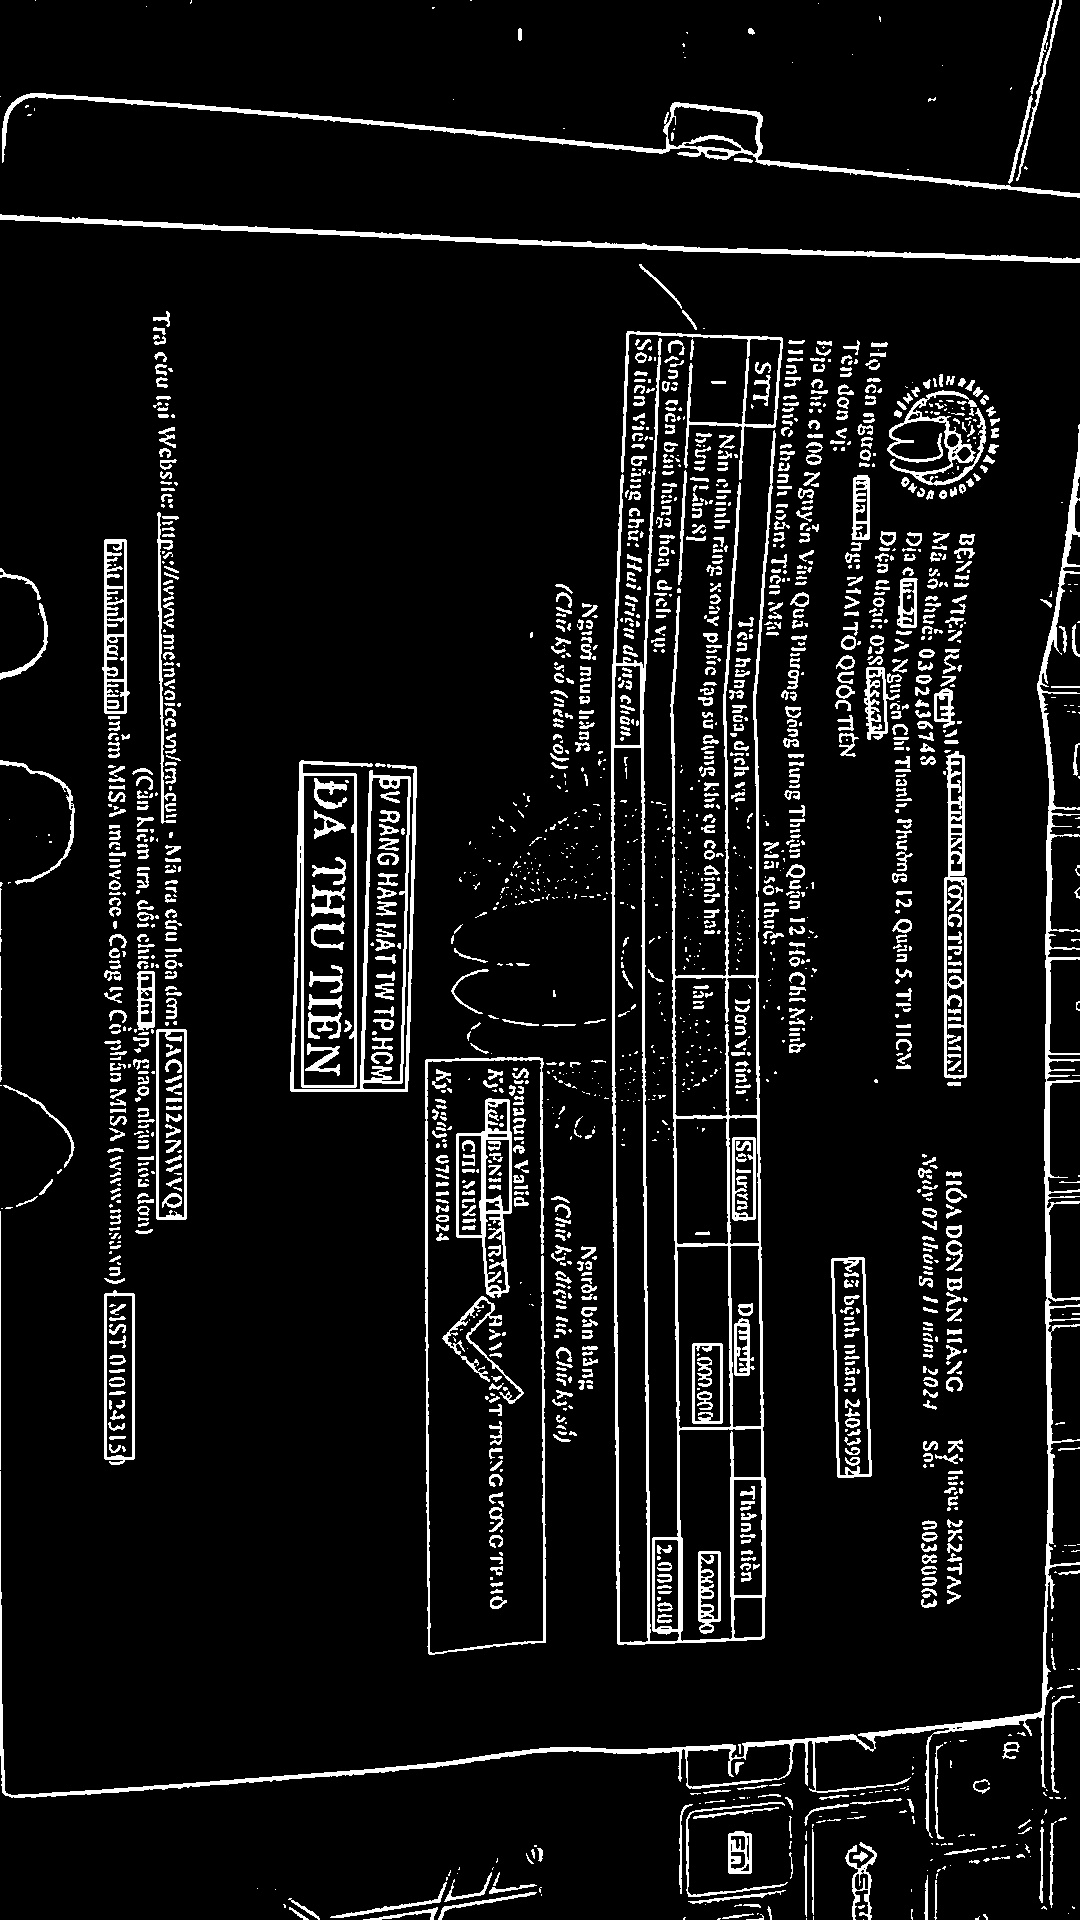 BỆNH VIỆN RĂNG HÀM MẶT TRUNG ƯƠNG
BỆNH VIỆN RĂNG HÀM MẶT TRUNG ƯƠNG TP.HỒ CHÍ MINH
Mã số thuế: 0302436748
Địa chỉ: 201A Nguyễn Chí Thanh, Phường 12, Quận 5, TP. HCM
Điện thoại: 02838556732
HÓA ĐƠN BÁN HÀNG
Ngày 07 tháng 11 năm 2024
Ký hiệu: 2K24TAA
Số: 00380063
Mã bệnh nhân: 24033992
Họ tên người mua hàng: MAI TÔ QUỐC TIẾN
Tên đơn vị:
Địa chỉ: c100 Nguyễn Văn Quá Phường Đông Hưng Thuận Quận 12 Hồ Chí Minh
Hình thức thanh toán: Tiền Mặt Mã số thuế:
STT. Tên hàng hóa, dịch vụ Đơn vị tính Số lượng Đơn giá Thành tiền
1 Nắn chỉnh răng xoay phức tạp sử dụng khí cụ cố định hai hàm [Lần 8] lần 1 2.000.000 2.000.000
Cộng tiền bán hàng hóa, dịch vụ: 2.000.000
Số tiền viết bằng chữ: Hai triệu đồng chẵn.
Người mua hàng Người bán hàng
(Chữ ký số (nếu có)) (Chữ ký điện tử, Chữ ký số)
Signature Valid
Ký bởi: BỆNH VIỆN RĂNG HÀM MẶT TRUNG ƯƠNG TP.HỒ
CHÍ MINH
Ký ngày: 07/11/2024
BV RĂNG HÀM MẶT TW TP.HCM
ĐÃ THU TIỀN
Tra cứu tại Website: https://www.meinvoice.vn/tra-cuu - Mã tra cứu hóa đơn: JACWH2ANWVQ4
(Cần kiểm tra, đối chiếu khi lập, giao, nhận hóa đơn)
Phát hành bởi phần mềm MISA meInvoice - Công ty Cổ phần MISA (www.misa.vn) - MST 0101243150
FN